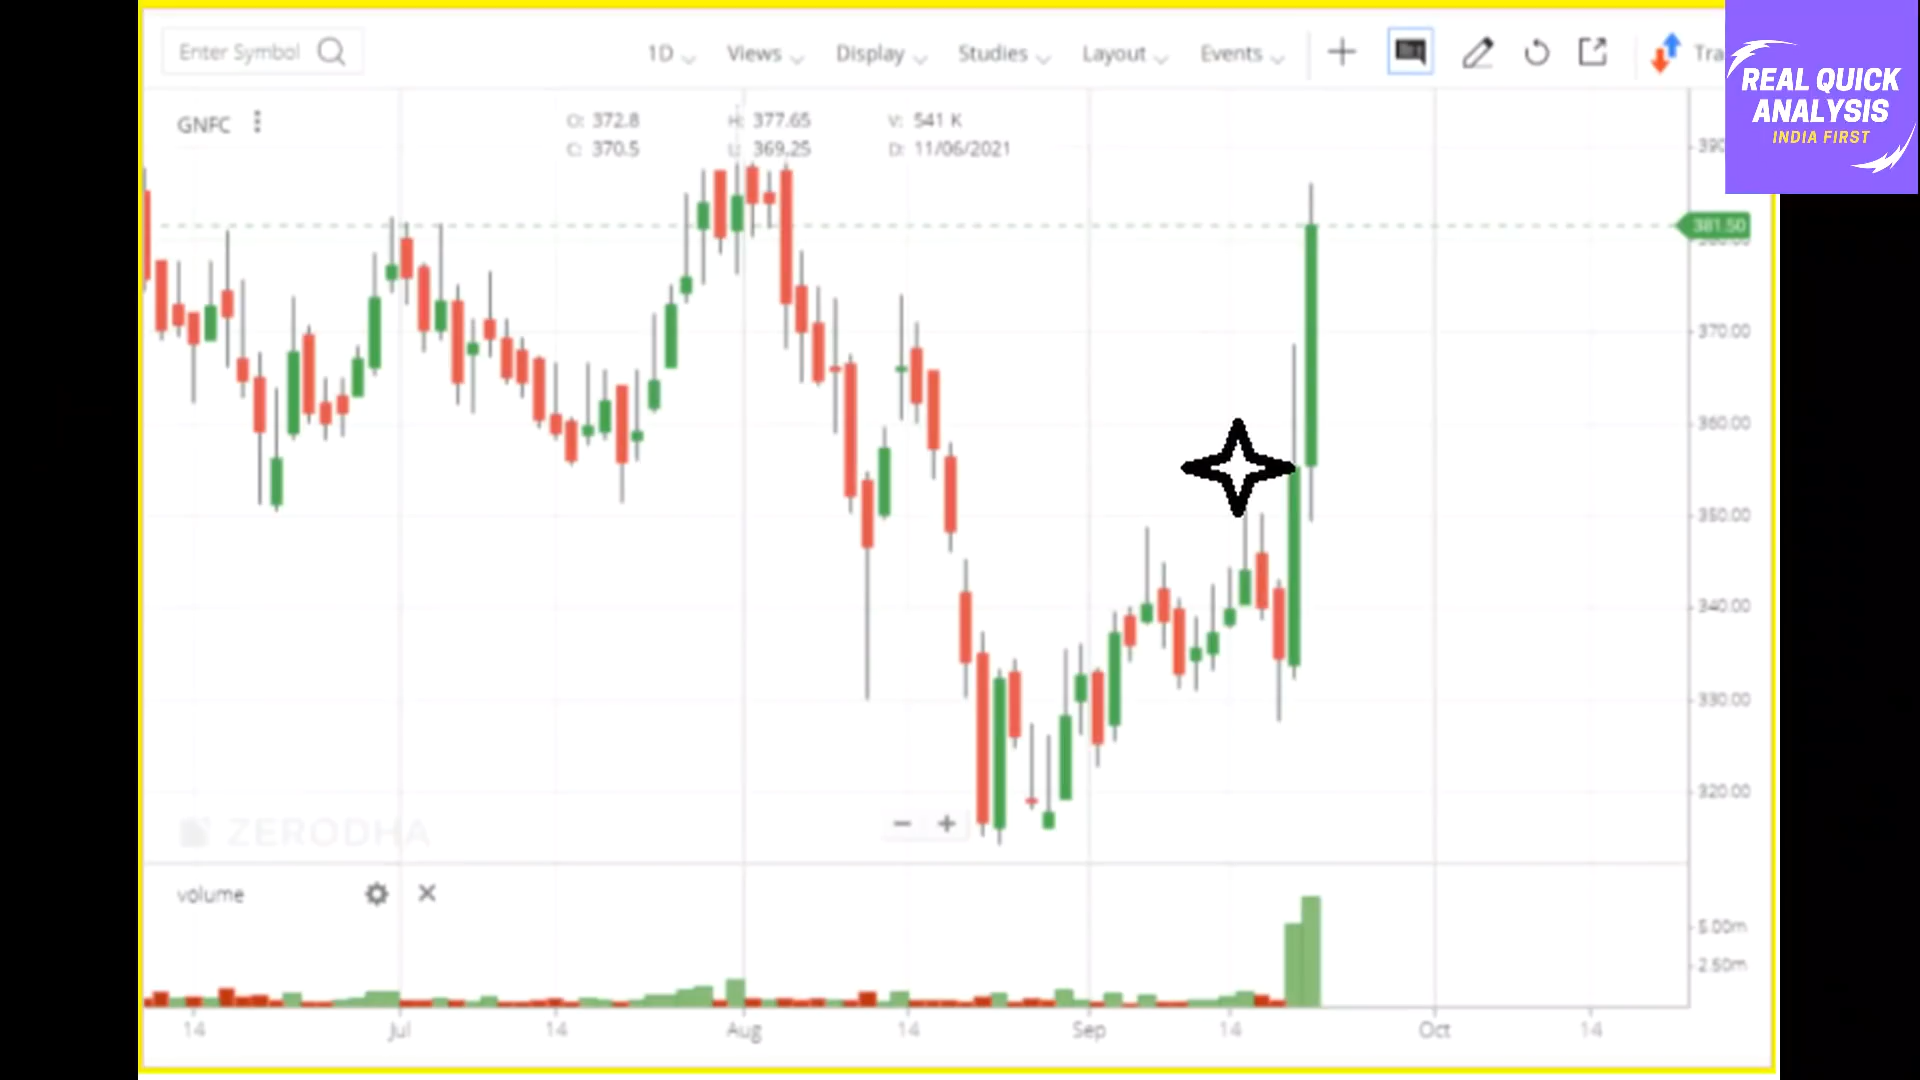 Enter Symbol 1D Views Display Studies Layout Events
REAL QUICK
ANALYSIS
INDIA FIRST
GNFC
O: 372.8 H: 377.65 V: 541 K
C: 370.5 L: 369.25 D: 11/06/2021
381.50
370.00
360.00
350.00
340.00
330.00
320.00
ZERODHA
volume
5.00m
2.50m
14 Jul 14 Aug 14 Sep 14 Oct 14